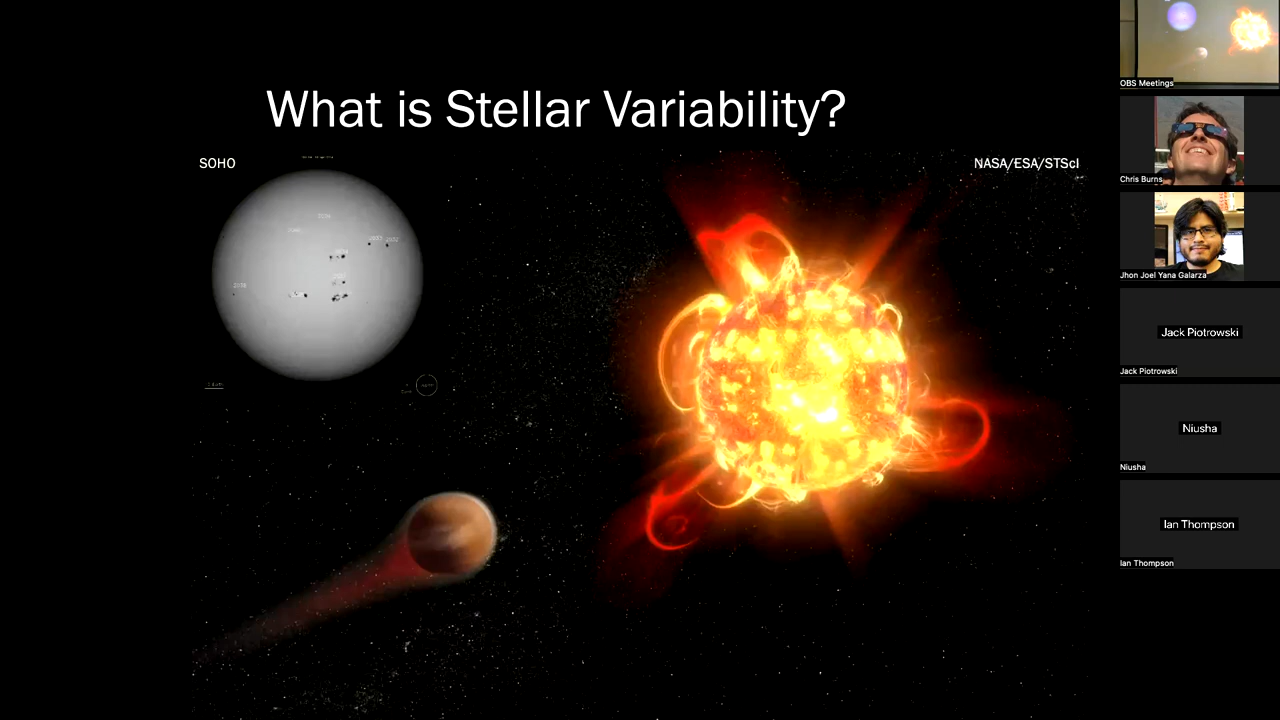 What is Stellar Variability?
SOHO
NASA/ESA/STScI
OBS Meetings
Chris Burns
Jhon Joel Yana Galarza
Jack Piotrowski
Jack Piotrowski
Niusha
Niusha
Ian Thompson
Ian Thompson